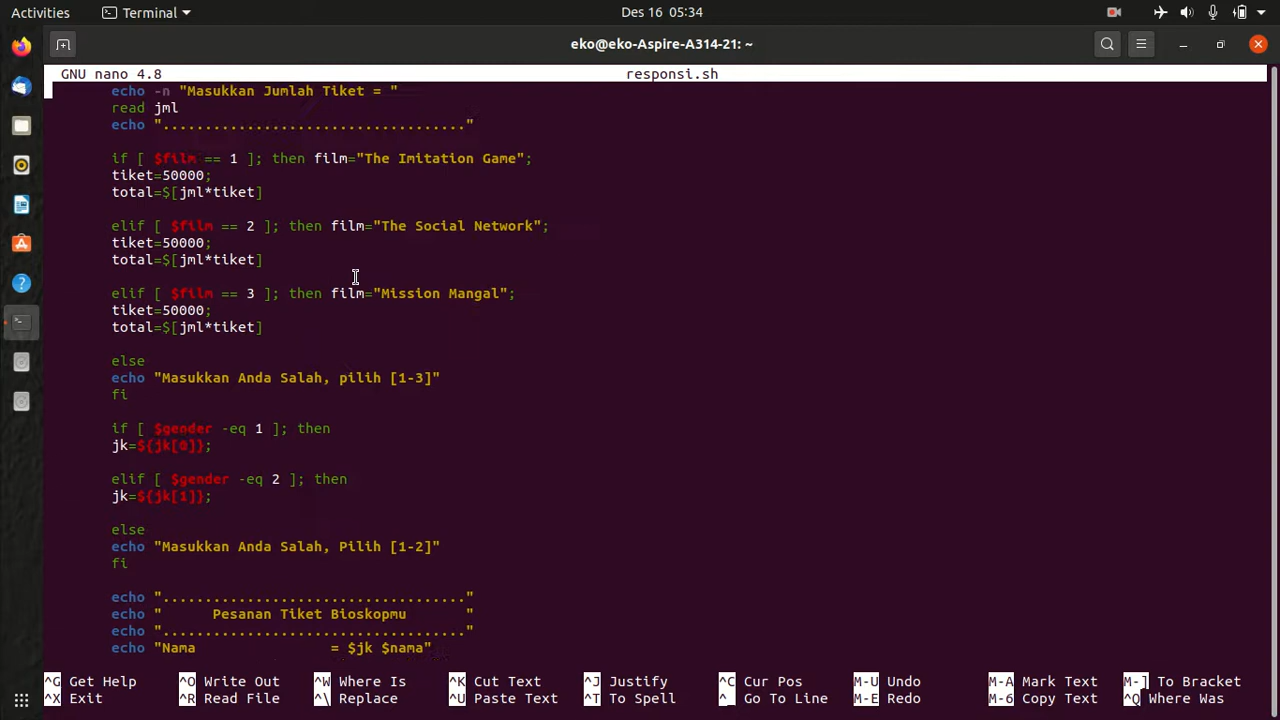 Activities
Terminal
Des 16 05:34
eko@eko-Aspire-A314-21: ~
GNU nano 4.8
responsi.sh
echo -n "Masukkan Jumlah Tiket = "
read jml
echo "...................................."
if [ $film == 1 ]; then film="The Imitation Game";
tiket=50000;
total=$[jml*tiket]
elif [ $film == 2 ]; then film="The Social Network";
tiket=50000;
total=$[jml*tiket]
elif [ $film == 3 ]; then film="Mission Mangal";
tiket=50000;
total=$[jml*tiket]
else
echo "Masukkan Anda Salah, pilih [1-3]"
fi
if [ $gender -eq 1 ]; then
jk=${jk[0]};
elif [ $gender -eq 2 ]; then
jk=${jk[1]};
else
echo "Masukkan Anda Salah, Pilih [1-2]"
fi
echo "...................................."
echo "      Pesanan Tiket Bioskopmu       "
echo "...................................."
echo "Nama                = $jk $nama"
^G Get Help
^O Write Out
^W Where Is
^K Cut Text
^J Justify
^C Cur Pos
M-U Undo
M-A Mark Text
M-] To Bracket
^X Exit
^R Read File
^\ Replace
^U Paste Text
^T To Spell
^_ Go To Line
M-E Redo
M-6 Copy Text
^Q Where Was